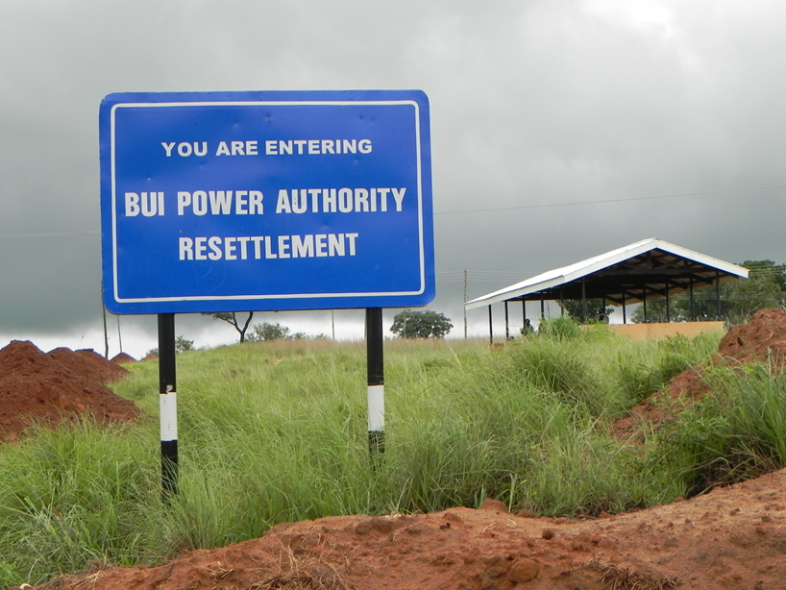 YOU ARE ENTERING
BUI POWER AUTHORITY
RESETTLEMENT